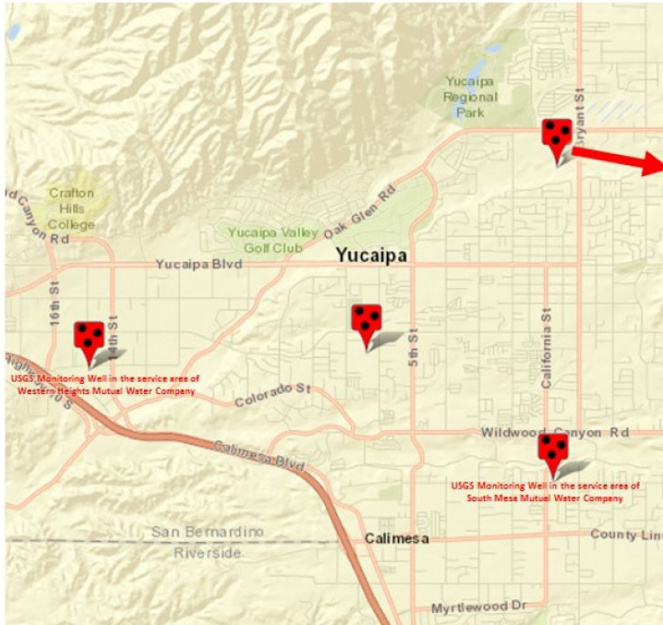 Yucaipa
Regional
Park
Bryant St
Crafton
Hills
College
Canyon Rd
Oak Glen Rd
Yucaipa Valley
Golf Club
Yucaipa
Yucaipa Blvd
16th St
14th St
5th St
California St
USGS Monitoring Well in the service area of
Western Heights Mutual Water Company
Colorado St
Wildwood Canyon Rd
Calimesa Blvd
USGS Monitoring Well in the service area of
South Mesa Mutual Water Company
San Bernardino
Riverside
Calimesa
County Lin
Myrtlewood Dr